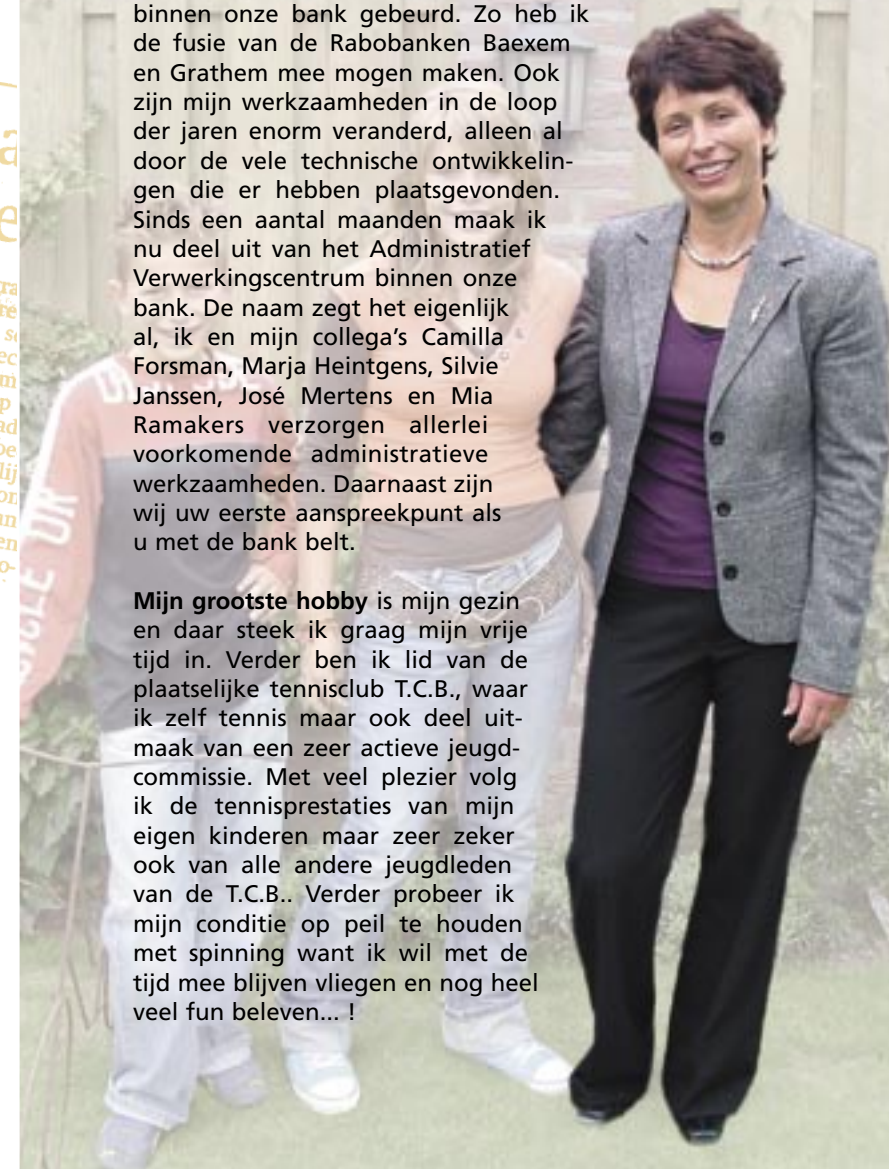 binnen onze bank gebeurd. Zo heb ik
de fusie van de Rabobanken Baexem
en Grathem mee mogen maken. Ook
zijn mijn werkzaamheden in de loop
der jaren enorm veranderd, alleen al
door de vele technische ontwikkelin-
gen die er hebben plaatsgevonden.
Sinds een aantal maanden maak ik
nu deel uit van het Administratief
Verwerkingscentrum binnen onze
bank. De naam zegt het eigenlijk
al, ik en mijn collega's Camilla
Forsman, Marja Heintgens, Silvie
Janssen, José Mertens en Mia
Ramakers verzorgen allerlei
voorkomende administratieve
werkzaamheden. Daarnaast zijn
wij uw eerste aanspreekpunt als
u met de bank belt.
Mijn grootste hobby is mijn gezin
en daar steek ik graag mijn vrije
tijd in. Verder ben ik lid van de
plaatselijke tennisclub T.C.B., waar
ik zelf tennis maar ook deel uit-
maak van een zeer actieve jeugd-
commissie. Met veel plezier volg
ik de tennisprestaties van mijn
eigen kinderen maar zeer zeker
ook van alle andere jeugdleden
van de T.C.B.. Verder probeer ik
mijn conditie op peil te houden
met spinning want ik wil met de
tijd mee blijven vliegen en nog heel
veel fun beleven... !